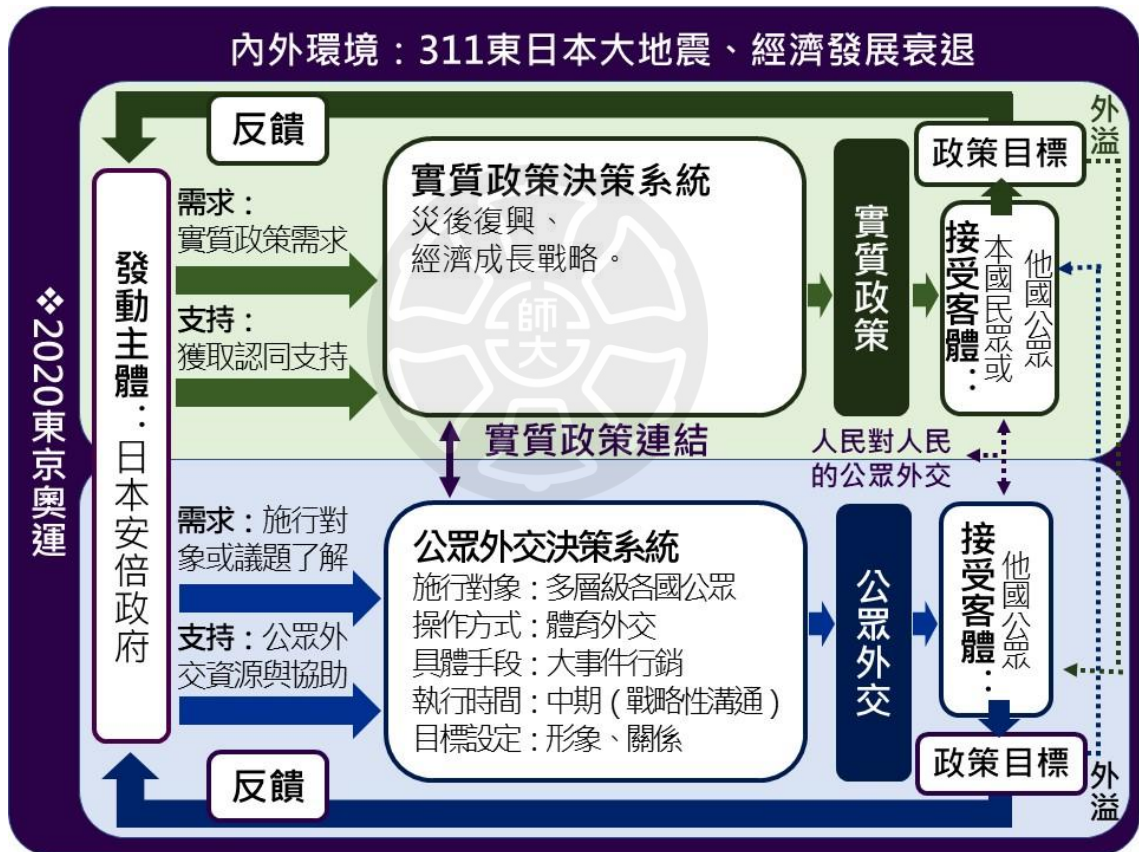 內外環境：311東日本大地震、經濟發展衰退
❖2020東京奧運
發動主體：日本安倍政府
反饋
需求：
實質政策需求
支持：
獲取認同支持
實質政策決策系統
災後復興、
經濟成長戰略。
師大
實質政策
政策目標
外溢
接受客體：
本國民眾或
他國公眾
實質政策連結
人民對人民
的公眾外交
需求：施行對
象或議題了解
支持：公眾外
交資源與協助
公眾外交決策系統
施行對象：多層級各國公眾
操作方式：體育外交
具體手段：大事件行銷
執行時間：中期（戰略性溝通）
目標設定：形象、關係
公眾外交
接受客體：
他國公眾
政策目標
外溢
反饋